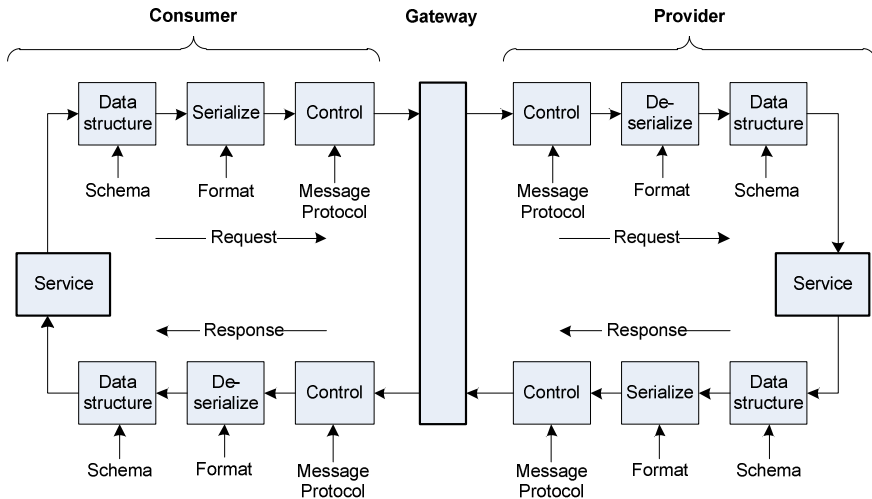 Consumer
Gateway
Provider
Data
structure
Serialize
Control
Control
De-
serialize
Data
structure
Schema
Format
Message
Protocol
Message
Protocol
Format
Schema
Request
Request
Service
Service
Response
Response
Data
structure
De-
serialize
Control
Control
Serialize
Data
structure
Schema
Format
Message
Protocol
Message
Protocol
Format
Schema